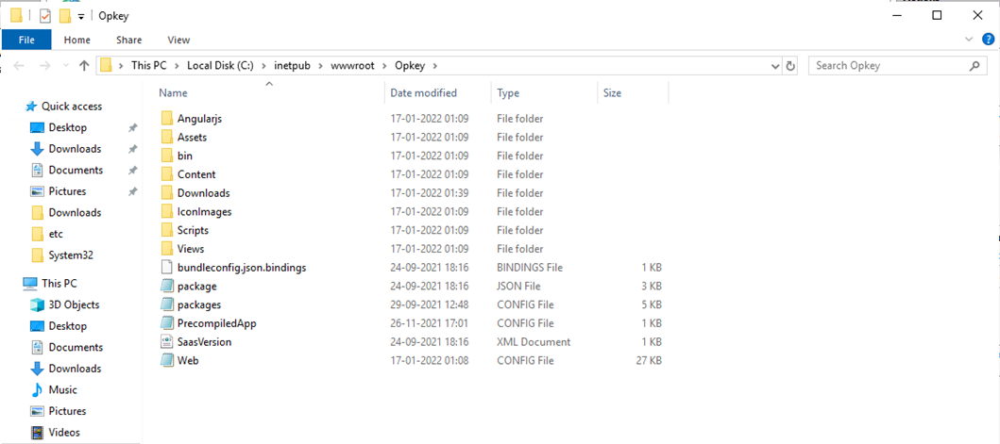 Opkey
File Home Share View
This PC Local Disk (C:) inetpub wwwroot Opkey Search Opkey
Name Date modified Type Size
Quick access
Desktop
Downloads
Documents
Pictures
Downloads
etc
System32
This PC
3D Objects
Desktop
Documents
Downloads
Music
Pictures
Videos
Angularjs 17-01-2022 01:09 File folder
Assets 17-01-2022 01:09 File folder
bin 17-01-2022 01:09 File folder
Content 17-01-2022 01:09 File folder
Downloads 17-01-2022 01:39 File folder
IconImages 17-01-2022 01:09 File folder
Scripts 17-01-2022 01:09 File folder
Views 17-01-2022 01:09 File folder
bundleconfig.json.bindings 24-09-2021 18:16 BINDINGS File 1 KB
package 24-09-2021 18:16 JSON File 3 KB
packages 29-09-2021 12:48 CONFIG File 5 KB
PrecompiledApp 26-11-2021 17:01 CONFIG File 1 KB
SaasVersion 24-09-2021 18:16 XML Document 1 KB
Web 17-01-2022 01:08 CONFIG File 27 KB